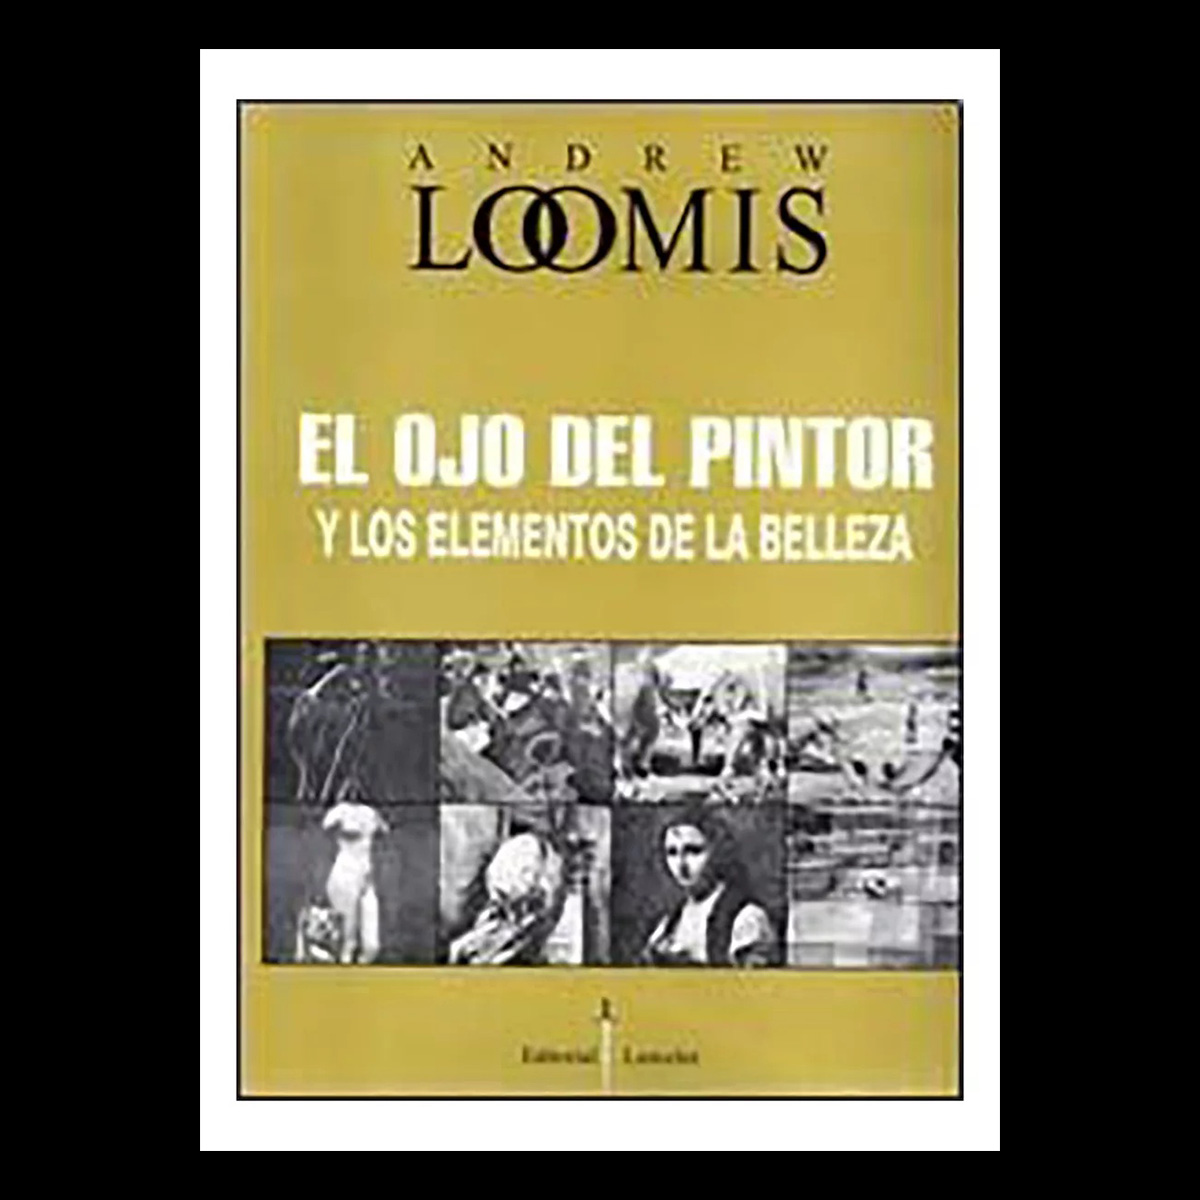 ANDREW
LOOMIS
EL OJO DEL PINTOR
Y LOS ELEMENTOS DE LA BELLEZA
Editorial Lancelot